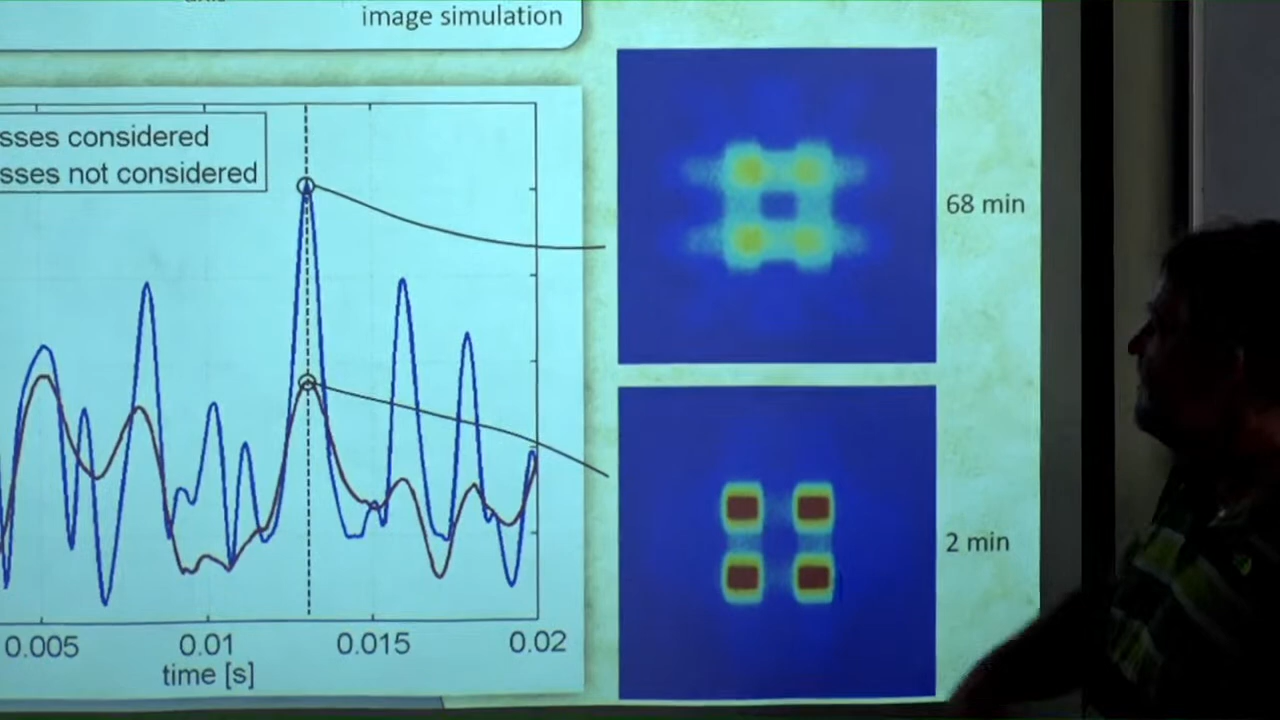 image simulation
sses considered
sses not considered
68 min
2 min
0.005
0.01
0.015
0.02
time [s]